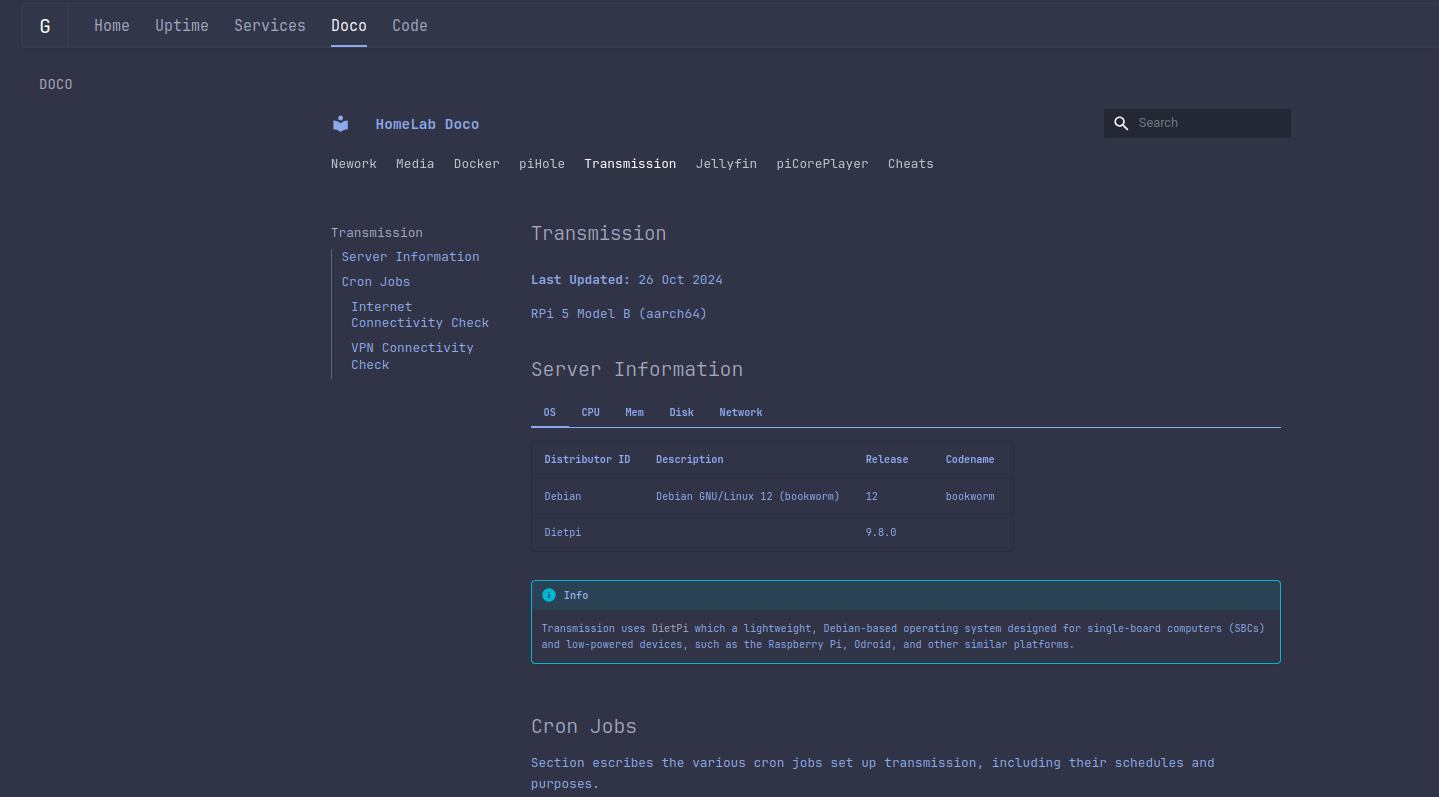 G Home Uptime Services Doco Code
DOCO
HomeLab Doco
Search
Nework Media Docker piHole Transmission Jellyfin piCorePlayer Cheats
Transmission
Server Information
Cron Jobs
Internet
Connectivity Check
VPN Connectivity
Check
Transmission
Last Updated: 26 Oct 2024
RPi 5 Model B (aarch64)
Server Information
OS CPU Mem Disk Network
Distributor ID Description Release Codename
Debian Debian GNU/Linux 12 (bookworm) 12 bookworm
Dietpi 9.8.0
Info
Transmission uses DietPi which a lightweight, Debian-based operating system designed for single-board computers (SBCs)
and low-powered devices, such as the Raspberry Pi, Odroid, and other similar platforms.
Cron Jobs
Section escribes the various cron jobs set up transmission, including their schedules and
purposes.